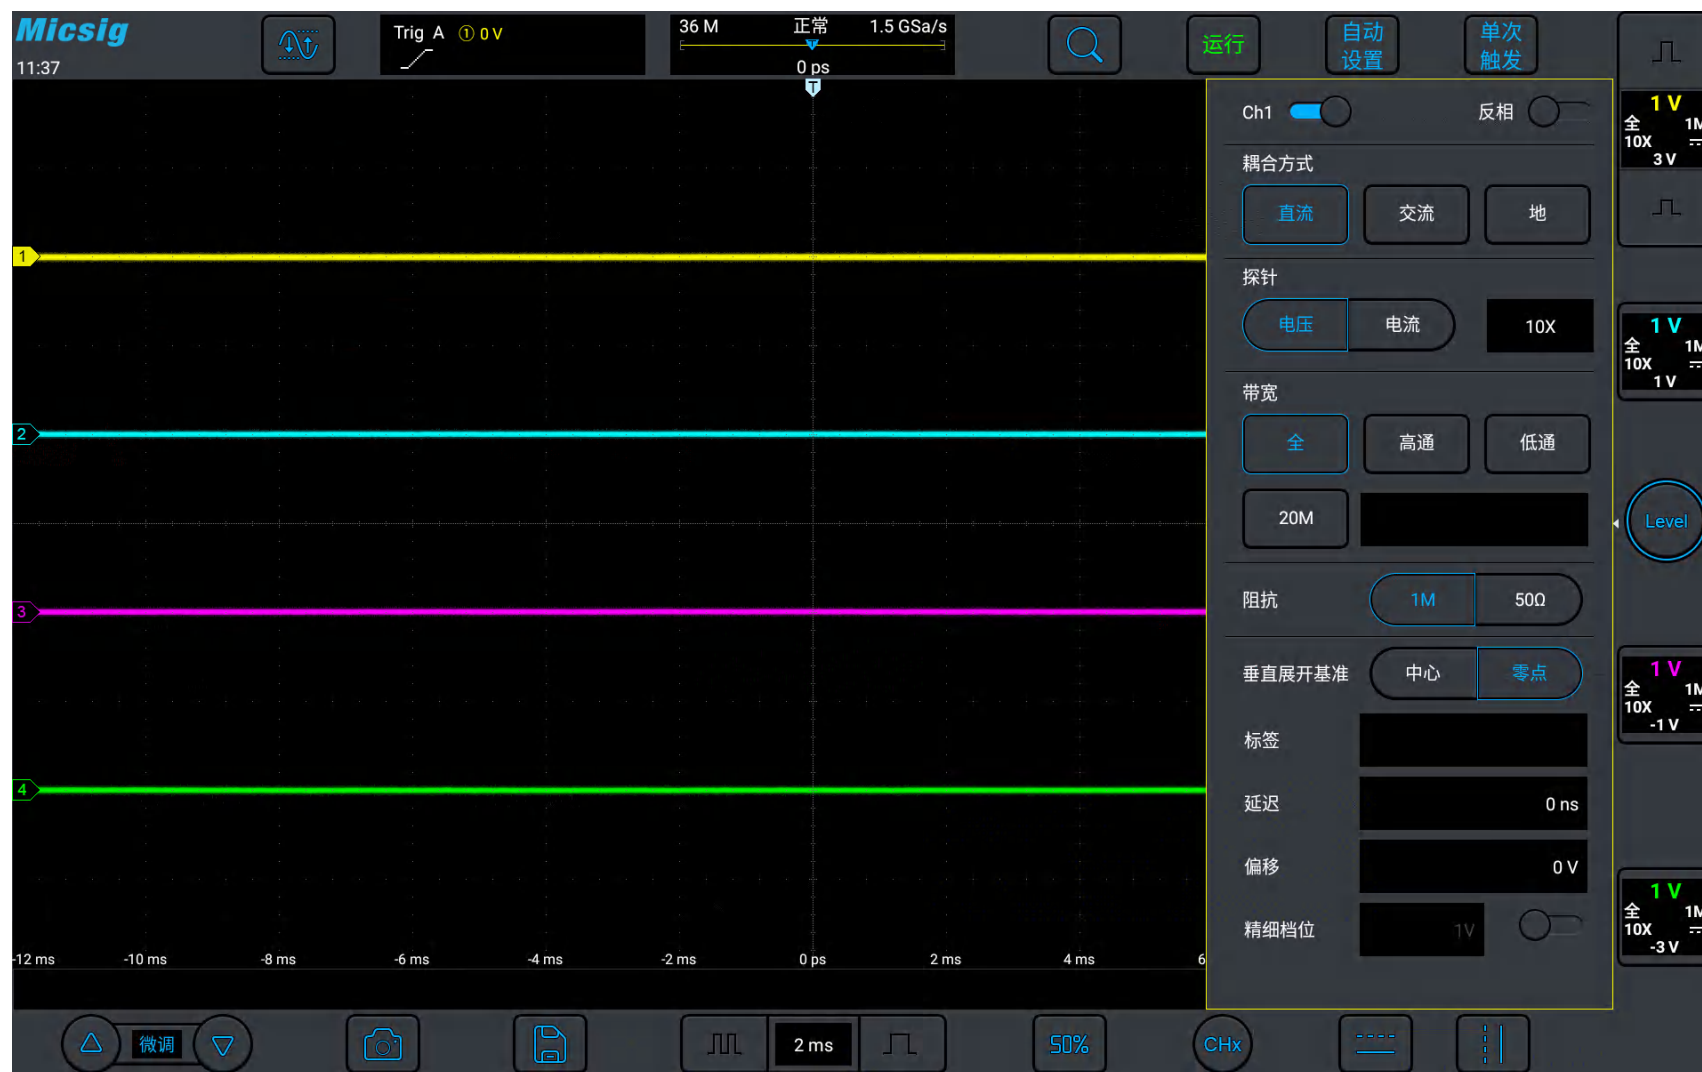 Micsig
11:37
Trig A ① 0 V
36 M 正常 1.5 GSa/s
0 ps
运行
自动
设置
单次
触发
T
1
2
3
4
-12 ms -10 ms -8 ms -6 ms -4 ms -2 ms 0 ps 2 ms 4 ms 6
Ch1 反相
耦合方式
直流 交流 地
探针
电压 电流 10X
带宽
全 高通 低通
20M
阻抗 1M 50Ω
垂直展开基准 中心 零点
标签
延迟 0 ns
偏移 0 V
精细档位 1V
1 V
全 1M
10X
3 V
1 V
全 1M
10X
1 V
Level
1 V
全 1M
10X
-1 V
1 V
全 1M
10X
-3 V
微调
2 ms
50%
CHx